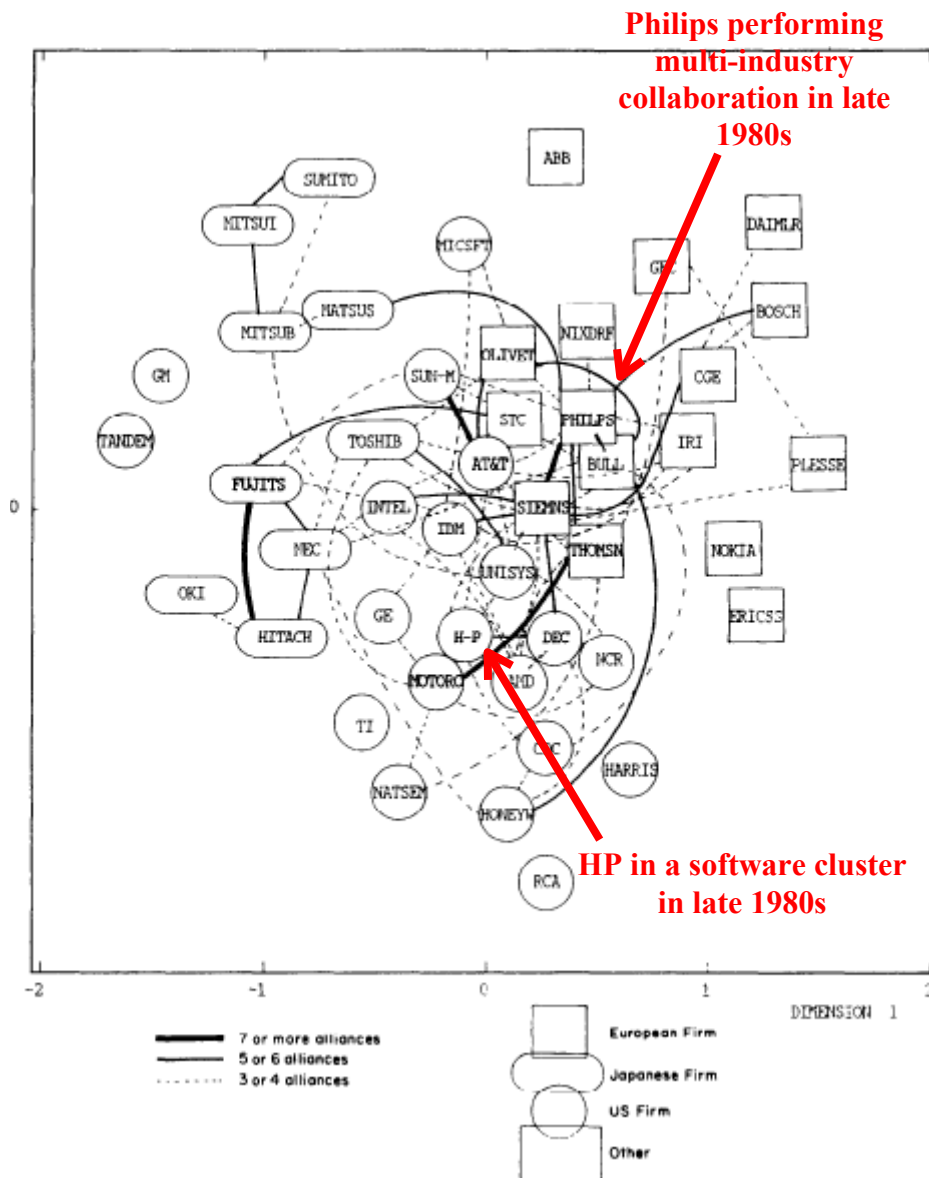 Philips performing
multi-industry
collaboration in late
1980s
ABB
SUMITO
MITSUI
DAIMLR
MICSFT
MATSUS
BOSCH
MITSUB
NIXDRF
OLIVET
GM
SUN-M
CGE
STC
PHILPS
TANDEM
TOSHIB
IRI
AT&T
BULL
PLESSE
FUJITS
INTEL
SIEMNS
0
IDM
NEC
THOMSN
NOKIA
UNISYS
OKI
GE
ERICSS
HITACH
H-P
DEC
NCR
MOTORO
AMD
TI
HARRIS
NATSEM
HONEYW
HP in a software cluster
in late 1980s
RCA
-2 -1 0 1 2
DIMENSION 1
7 or more alliances
5 or 6 alliances
3 or 4 alliances
European Firm
Japanese Firm
US Firm
Other